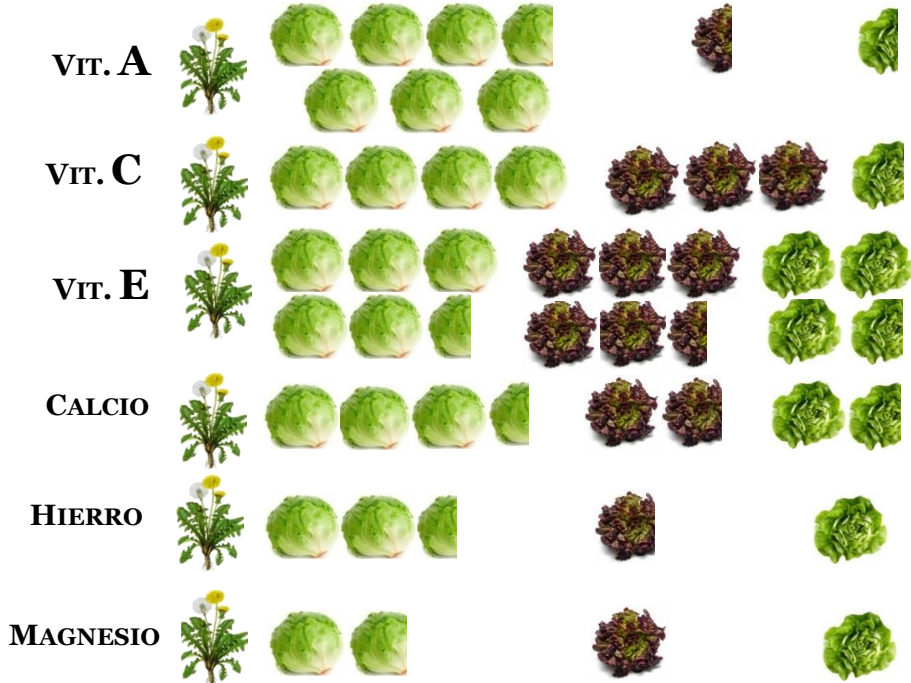 VIT. A
VIT. C
VIT. E
CALCIO
HIERRO
MAGNESIO